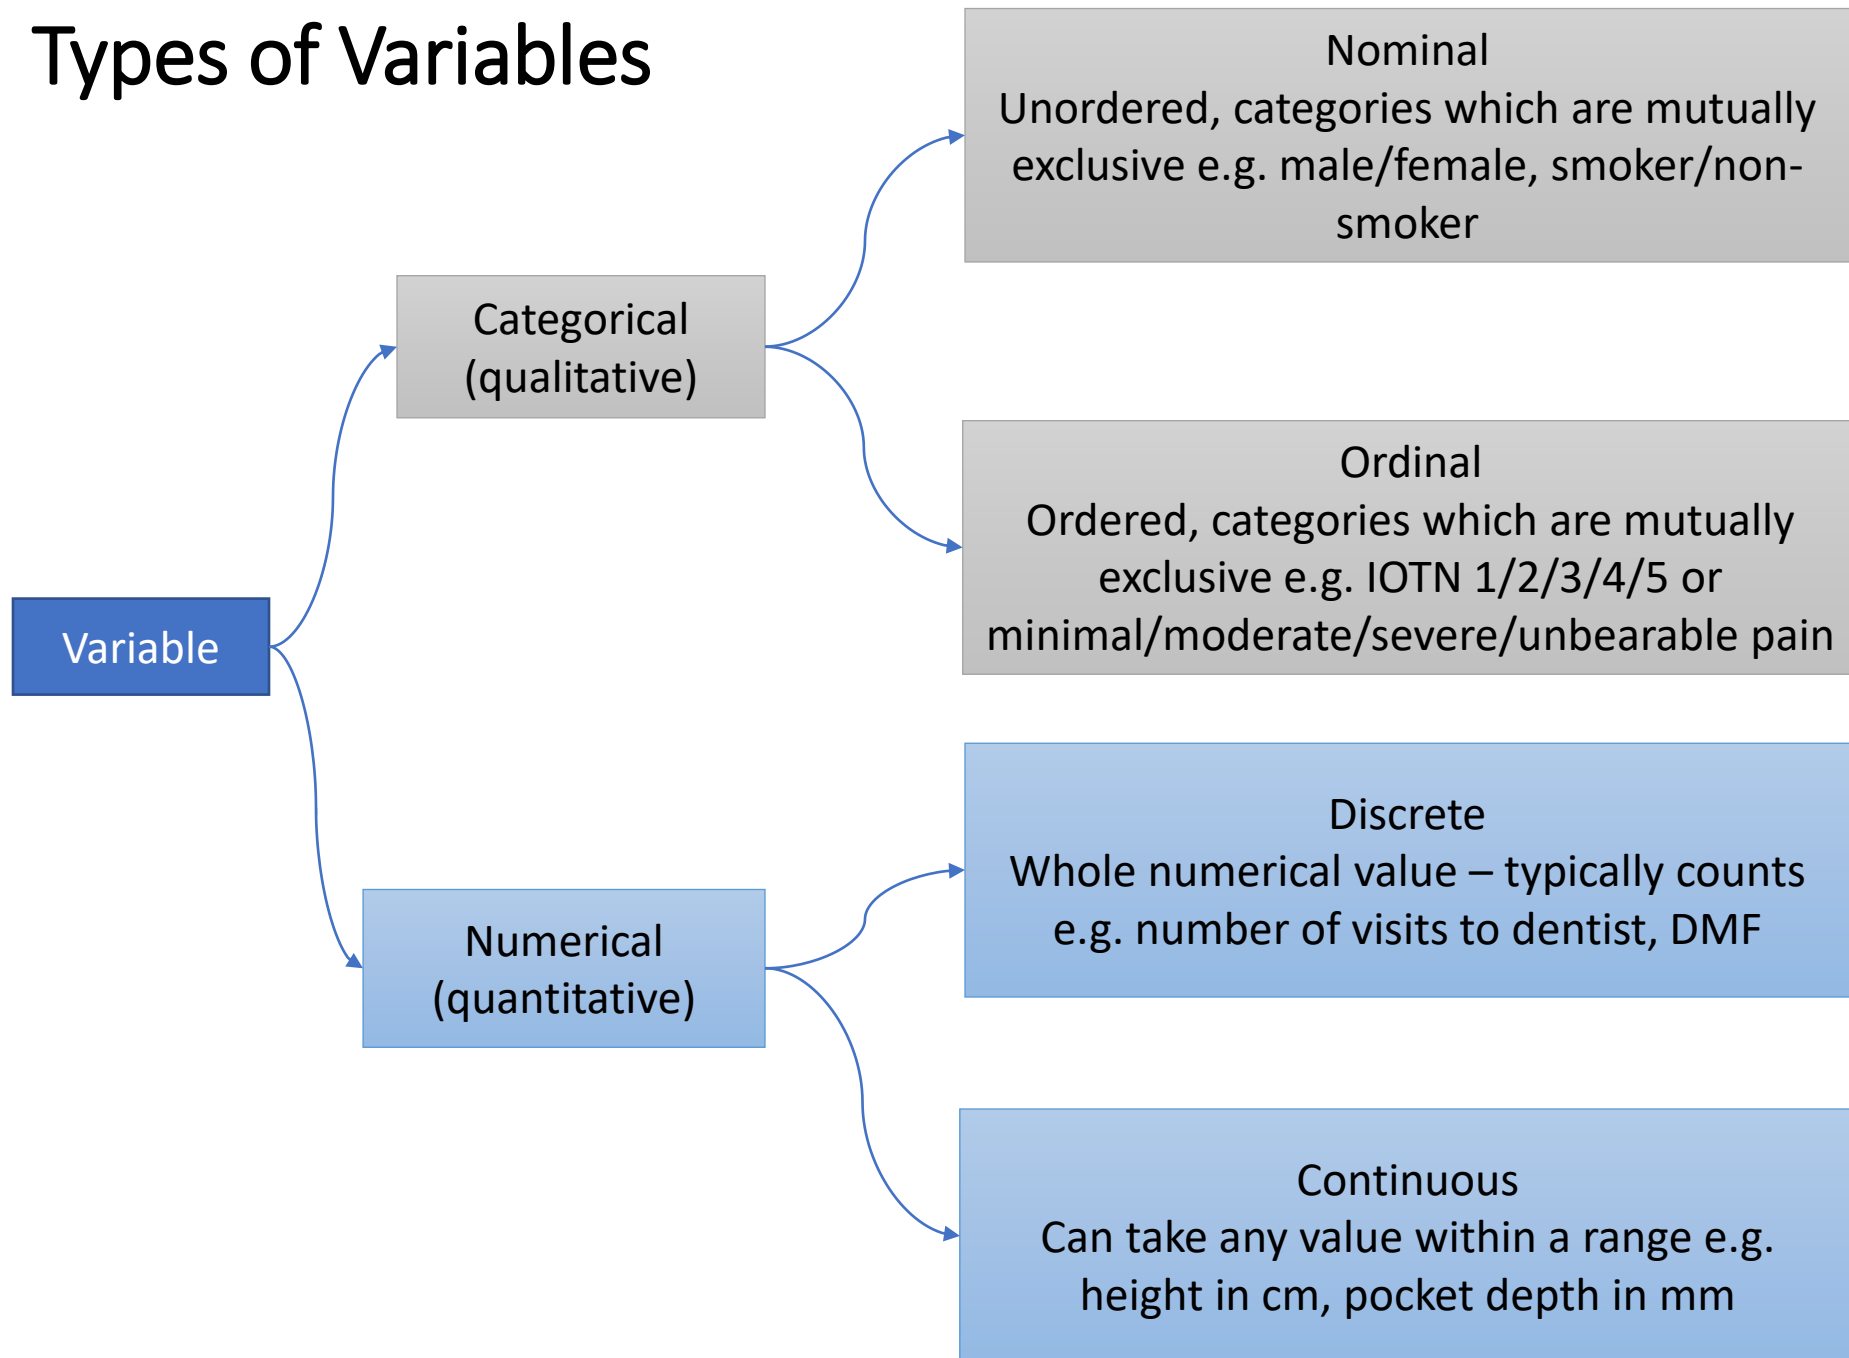 Types of Variables
Nominal
Unordered, categories which are mutually
exclusive e.g. male/female, smoker/non-
smoker
Categorical
(qualitative)
Ordinal
Ordered, categories which are mutually
exclusive e.g. IOTN 1/2/3/4/5 or
minimal/moderate/severe/unbearable pain
Variable
Discrete
Whole numerical value – typically counts
e.g. number of visits to dentist, DMF
Numerical
(quantitative)
Continuous
Can take any value within a range e.g.
height in cm, pocket depth in mm